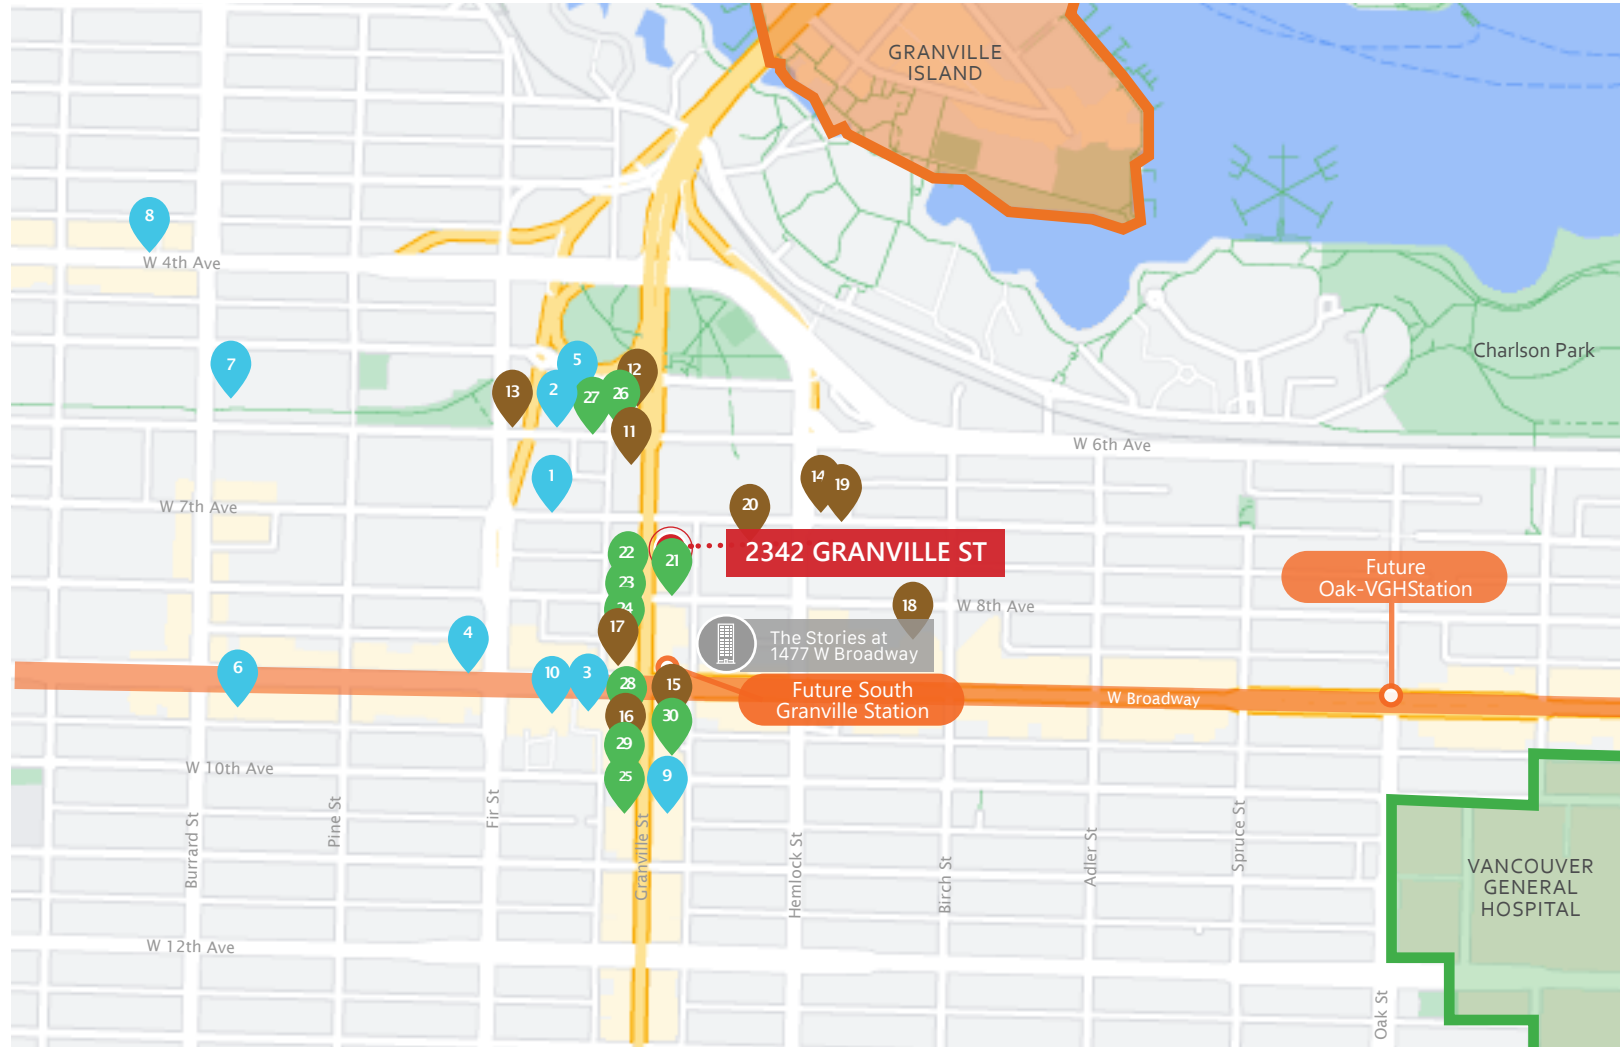 GRANVILLE
ISLAND
8
W 4th Ave
Charlson Park
7
5
12
13
2
27
26
11
W 6th Ave
1
14
19
W 7th Ave
20
22
21
2342 GRANVILLE ST
23
24
Future
Oak-VGHStation
18
W 8th Ave
17
4
The Stories at
1477 W Broadway
6
10
3
28
15
Future South
Granville Station
W Broadway
16
30
29
25
9
W 10th Ave
Burrard St
Pine St
Fir St
Granville St
Hemlock St
Birch St
Adler St
Spruce St
VANCOUVER
GENERAL
HOSPITAL
W 12th Ave
Oak St